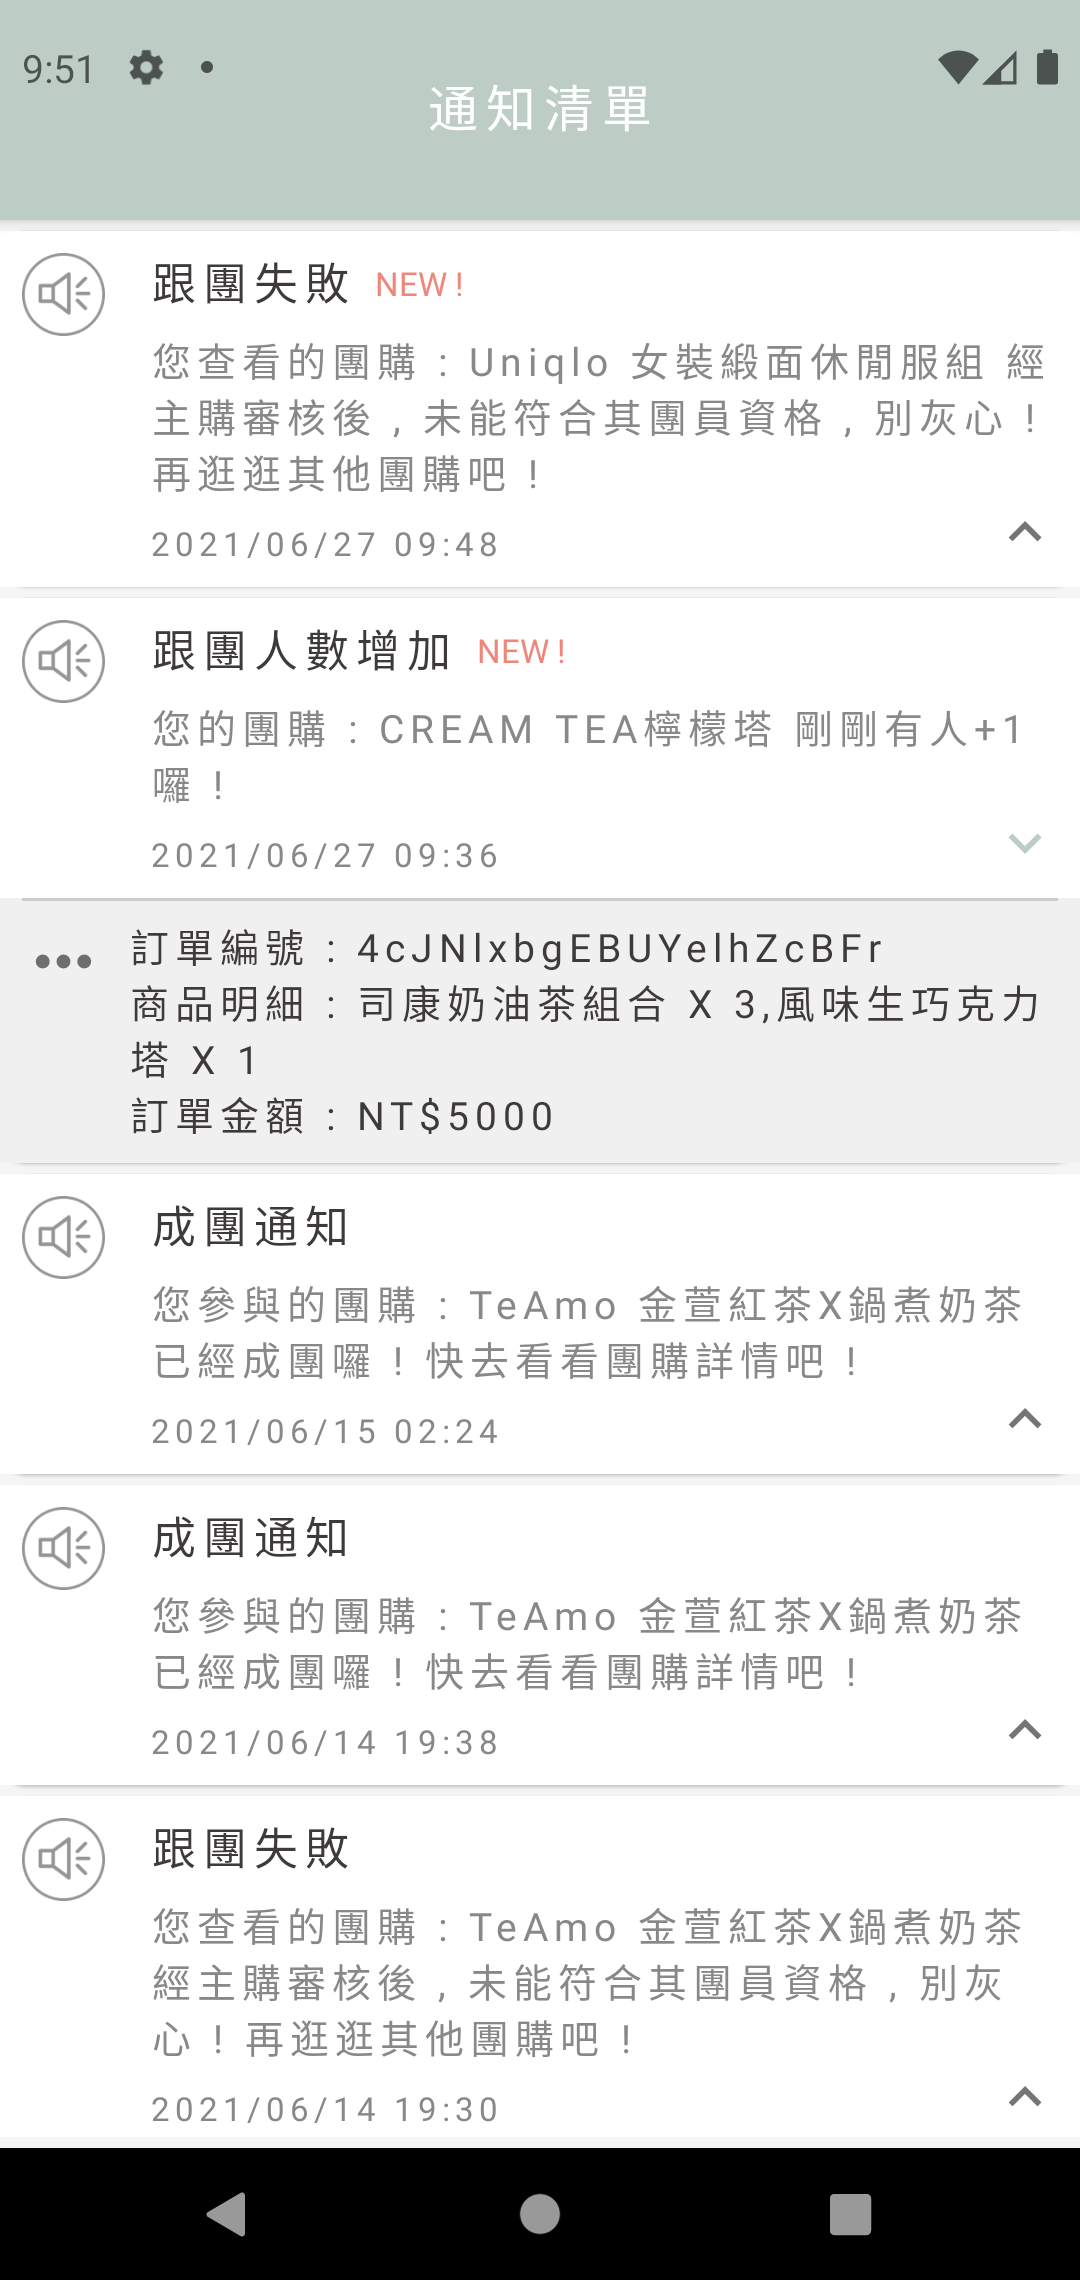 9:51
通知清單
跟團失敗 NEW !
您查看的團購 : Uniqlo 女裝緞面休閒服組 經
主購審核後 , 未能符合其團員資格 , 別灰心 !
再逛逛其他團購吧 !
2021/06/27 09:48
跟團人數增加 NEW !
您的團購 : CREAM TEA檸檬塔 剛剛有人+1
囉 !
2021/06/27 09:36
訂單編號 : 4cJNlxbgEBUYelhZcBFr
商品明細 : 司康奶油茶組合 X 3,風味生巧克力
塔 X 1
訂單金額 : NT$5000
成團通知
您參與的團購 : TeAmo 金萱紅茶X鍋煮奶茶
已經成團囉 ! 快去看看團購詳情吧 !
2021/06/15 02:24
成團通知
您參與的團購 : TeAmo 金萱紅茶X鍋煮奶茶
已經成團囉 ! 快去看看團購詳情吧 !
2021/06/14 19:38
跟團失敗
您查看的團購 : TeAmo 金萱紅茶X鍋煮奶茶
經主購審核後 , 未能符合其團員資格 , 別灰
心 ! 再逛逛其他團購吧 !
2021/06/14 19:30